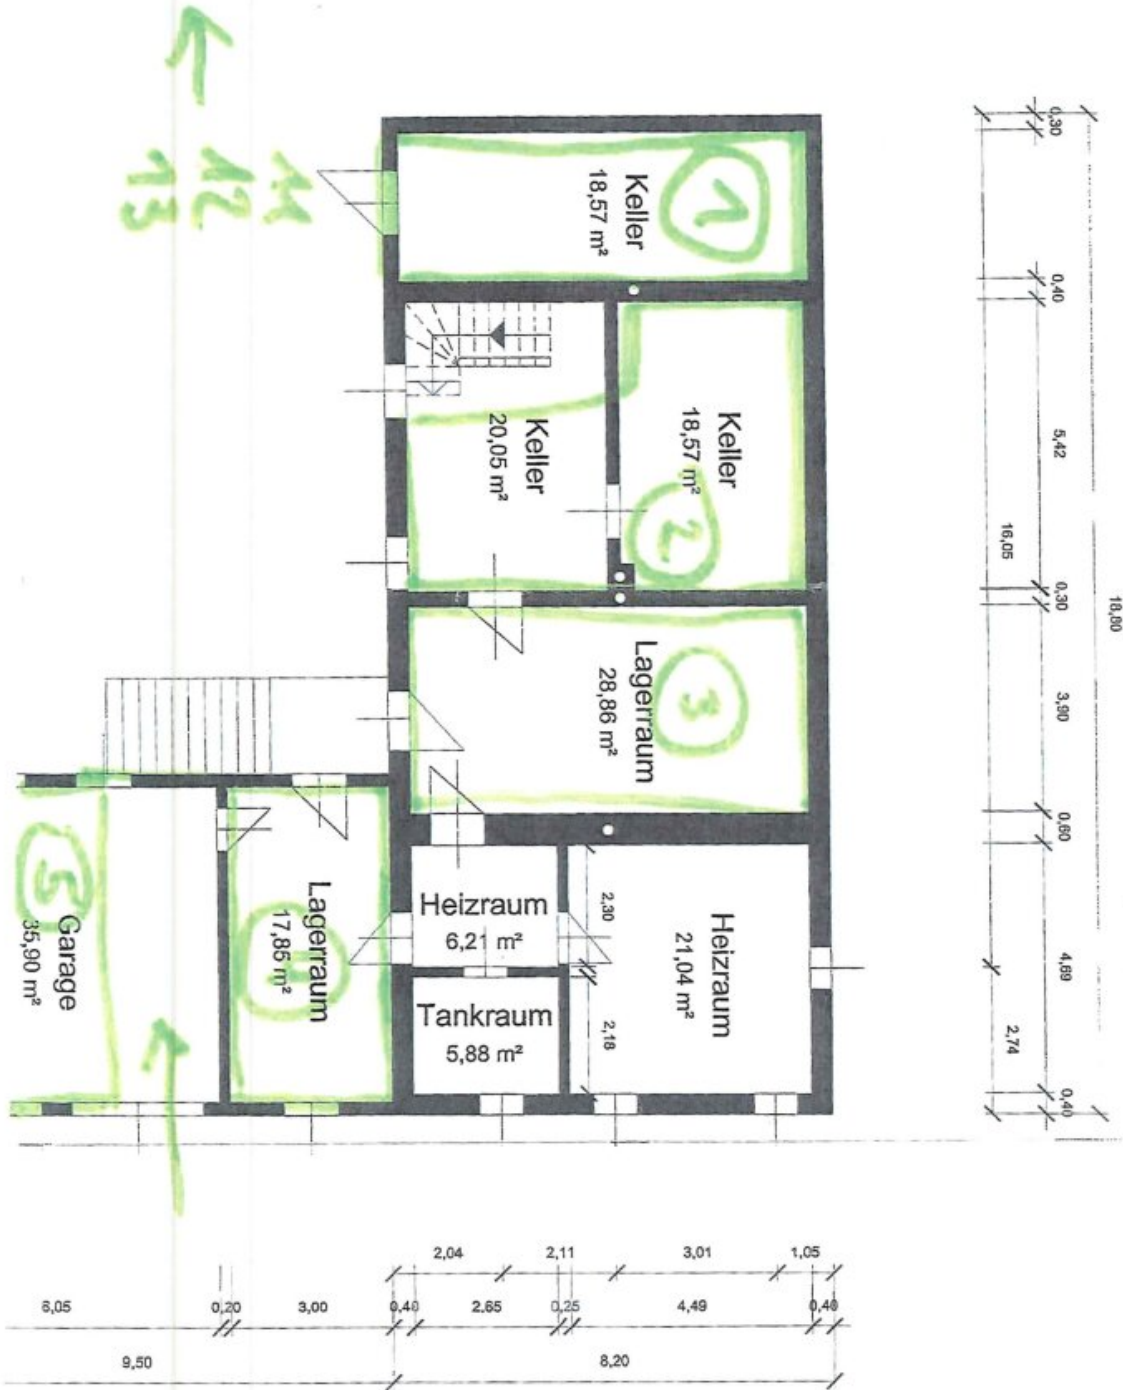 11
12
13
1
Keller
18,57 m²
Keller
18,57 m²
2
Keller
20,05 m²
3
Lagerraum
28,86 m²
Heizraum
6,21 m²
Tankraum
5,88 m²
Heizraum
21,04 m²
Lagerraum
17,85 m²
5
Garage
35,90 m²
2,30
2,18
0,30
0,40
5,42
0,30
3,90
0,60
4,69
0,40
16,05
2,74
18,80
2,04
2,11
3,01
1,05
6,05
0,20
3,00
0,40
2,65
0,25
4,49
0,40
9,50
8,20